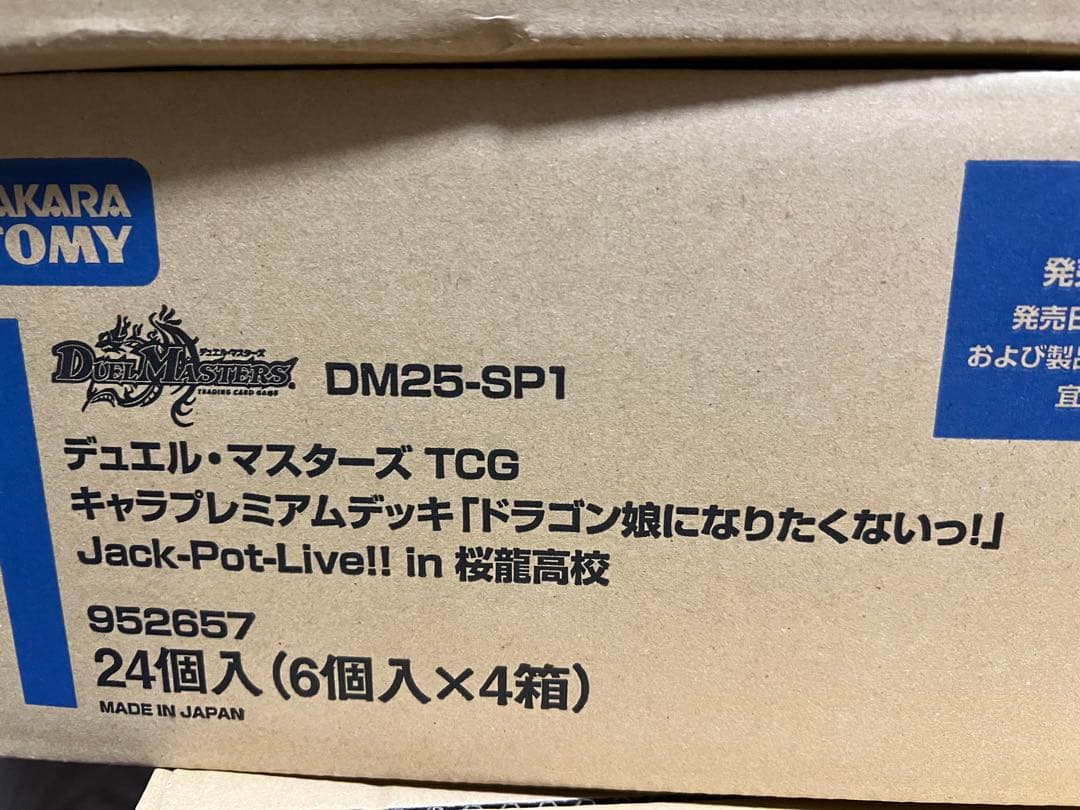 AKARA
TOMY
デュエル・マスターズ
DUEL MASTERS
TRADING CARD GAME
DM25-SP1
デュエル・マスターズ TCG
キャラプレミアムデッキ「ドラゴン娘になりたくないっ!」
Jack-Pot-Live!! in 桜龍高校
952657
24個入(6個入×4箱)
MADE IN JAPAN
発売
発売日
および製品
宜